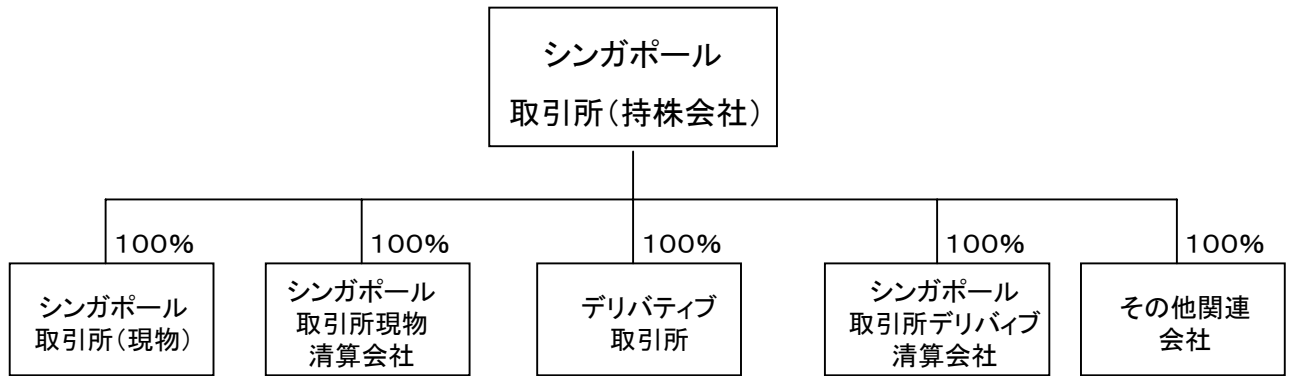 シンガポール
取引所(持株会社)
100%
100%
100%
100%
100%
シンガポール
取引所(現物)
シンガポール
取引所現物
清算会社
デリバティブ
取引所
シンガポール
取引所デリバィブ
清算会社
その他関連
会社